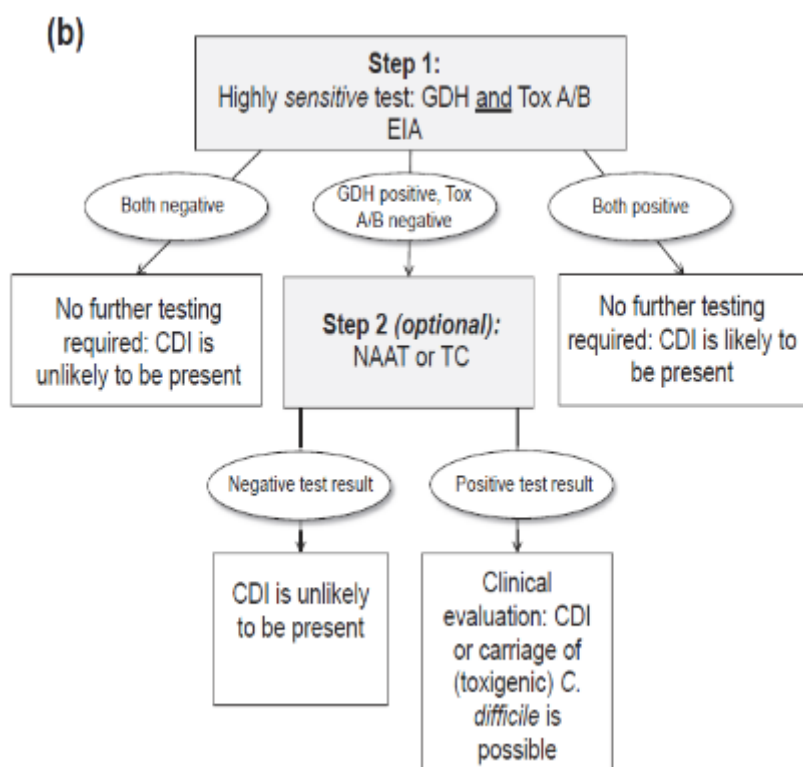 (b)
Step 1:
Highly sensitive test: GDH and Tox A/B
EIA
Both negative
GDH positive, Tox
A/B negative
Both positive
No further testing
required: CDI is
unlikely to be present
Step 2 (optional):
NAAT or TC
No further testing
required: CDI is likely to
be present
Negative test result
Positive test result
CDI is unlikely
to be present
Clinical
evaluation: CDI
or carriage of
(toxigenic) C.
difficile is
possible